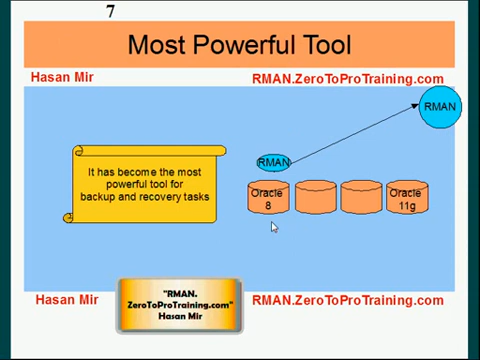 7
Most Powerful Tool
Hasan Mir
RMAN.ZeroToProTraining.com
RMAN
It has become the most
powerful tool for
backup and recovery tasks
RMAN
Oracle
8
Oracle
11g
Hasan Mir
"RMAN.
ZeroToProTraining.com"
Hasan Mir
RMAN.ZeroToProTraining.com